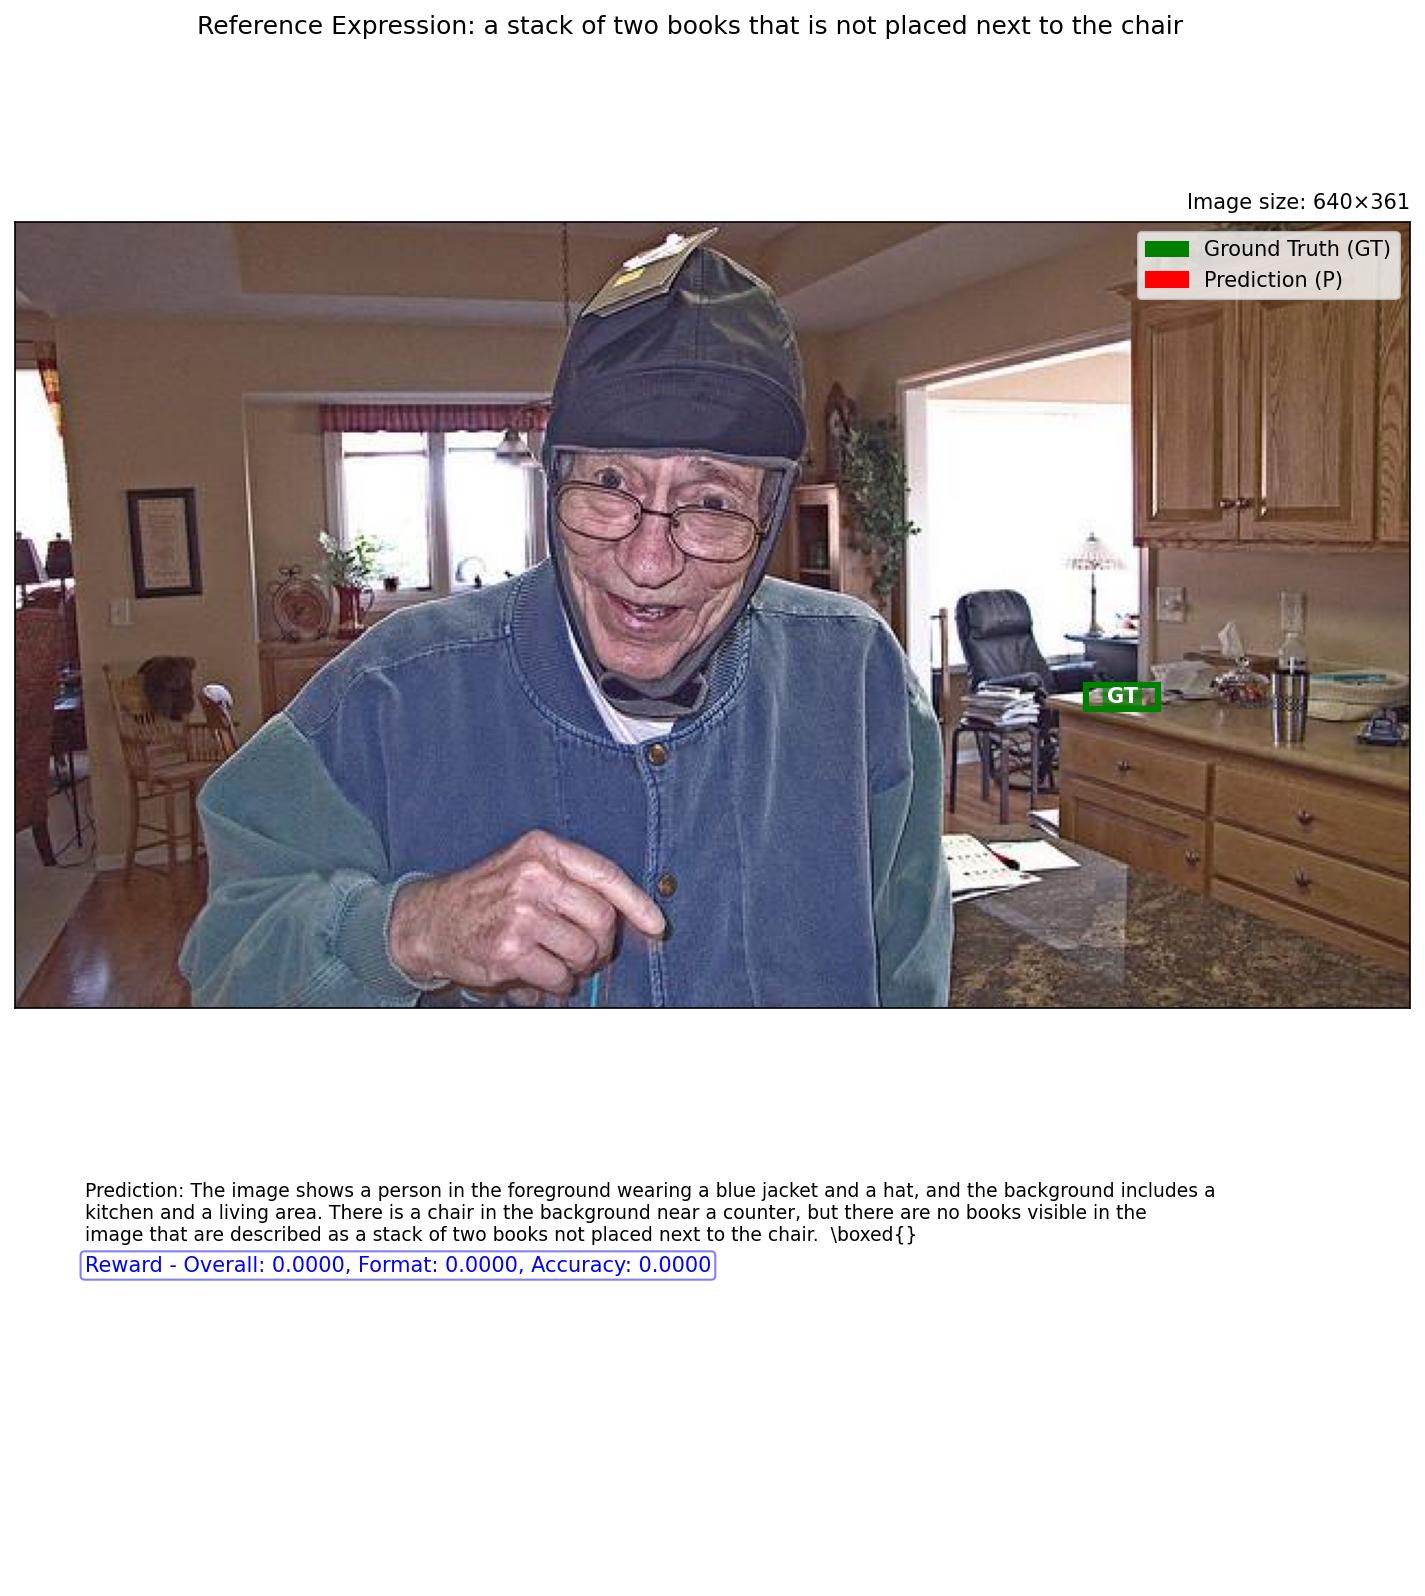 Reference Expression: a stack of two books that is not placed next to the chair
Image size: 640×361
Ground Truth (GT)
Prediction (P)
GT
Prediction: The image shows a person in the foreground wearing a blue jacket and a hat, and the background includes a
kitchen and a living area. There is a chair in the background near a counter, but there are no books visible in the
image that are described as a stack of two books not placed next to the chair.  \boxed{}
Reward - Overall: 0.0000, Format: 0.0000, Accuracy: 0.0000